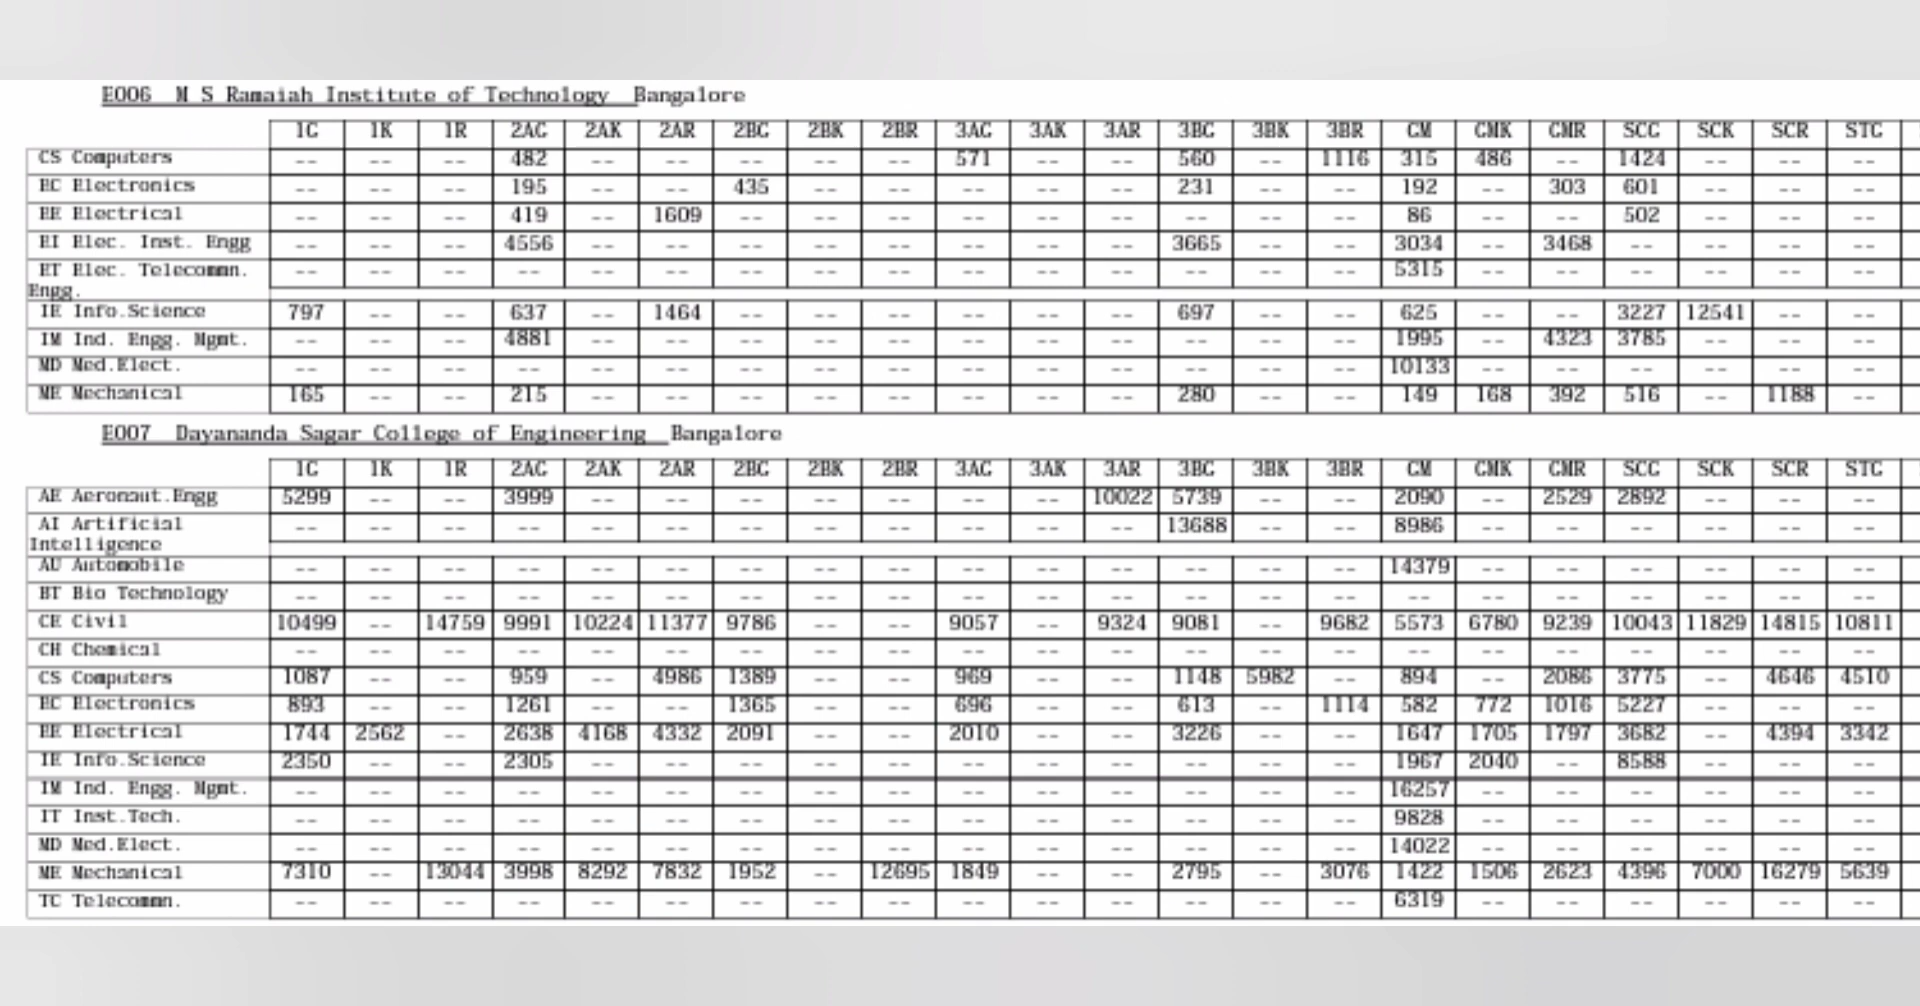 E006 M S Ramaiah Institute of Technology Bangalore
1G 1K 1R 2AG 2AK 2AR 2BG 2BK 2BR 3AG 3AK 3AR 3BG 3BK 3BR GM GMK GMR SCG SCK SCR STG
CS Computers -- -- -- 482 -- -- -- -- -- 571 -- -- 560 -- 1116 315 486 -- 1424 -- -- --
EC Electronics -- -- -- 195 -- -- 435 -- -- -- -- -- 231 -- -- 192 -- 303 601 -- -- --
EE Electrical -- -- -- 419 -- 1609 -- -- -- -- -- -- -- -- -- 86 -- -- 502 -- -- --
EI Elec. Inst. Engg -- -- -- 4556 -- -- -- -- -- -- -- -- 3665 -- -- 3034 -- 3468 -- -- -- --
ET Elec. Telecommn. -- -- -- -- -- -- -- -- -- -- -- -- -- -- -- 5315 -- -- -- -- -- --
Engg.
IE Info.Science 797 -- -- 637 -- 1464 -- -- -- -- -- -- 697 -- -- 625 -- -- 3227 12541 -- --
IM Ind. Engg. Mgmt. -- -- -- 4881 -- -- -- -- -- -- -- -- -- -- -- 1995 -- 4323 3785 -- -- --
MD Med.Elect. -- -- -- -- -- -- -- -- -- -- -- -- -- -- -- 10133 -- -- -- -- -- --
ME Mechanical 165 -- -- 215 -- -- -- -- -- -- -- -- 280 -- -- 149 168 392 516 -- 1188 --
E007 Dayananda Sagar College of Engineering Bangalore
1G 1K 1R 2AG 2AK 2AR 2BG 2BK 2BR 3AG 3AK 3AR 3BG 3BK 3BR GM GMK GMR SCG SCK SCR STG
AE Aeronaut.Engg 5299 -- -- 3999 -- -- -- -- -- -- -- 10022 5739 -- -- 2090 -- 2529 2892 -- -- --
AI Artificial -- -- -- -- -- -- -- -- -- -- -- -- 13688 -- -- 8986 -- -- -- -- -- --
Intelligence
AU Automobile -- -- -- -- -- -- -- -- -- -- -- -- -- -- -- 14379 -- -- -- -- -- --
BT Bio Technology -- -- -- -- -- -- -- -- -- -- -- -- -- -- -- -- -- -- -- -- -- --
CE Civil 10499 -- 14759 9991 10224 11377 9786 -- -- 9057 -- 9324 9081 -- 9682 5573 6780 9239 10043 11829 14815 10811
CH Chemical -- -- -- -- -- -- -- -- -- -- -- -- -- -- -- -- -- -- -- -- -- --
CS Computers 1087 -- -- 959 -- 4986 1389 -- -- 969 -- -- 1148 5982 -- 894 -- 2086 3775 -- 4646 4510
EC Electronics 893 -- -- 1261 -- -- 1365 -- -- 696 -- -- 613 -- 1114 582 772 1016 5227 -- -- --
EE Electrical 1744 2562 -- 2638 4168 4332 2091 -- -- 2010 -- -- 3226 -- -- 1647 1705 1797 3682 -- 4394 3342
IE Info.Science 2350 -- -- 2305 -- -- -- -- -- -- -- -- -- -- -- 1967 2040 -- 8588 -- -- --
IM Ind. Engg. Mgmt. -- -- -- -- -- -- -- -- -- -- -- -- -- -- -- 16257 -- -- -- -- -- --
IT Inst.Tech. -- -- -- -- -- -- -- -- -- -- -- -- -- -- -- 9828 -- -- -- -- -- --
MD Med.Elect. -- -- -- -- -- -- -- -- -- -- -- -- -- -- -- 14022 -- -- -- -- -- --
ME Mechanical 7310 -- 13044 3998 8292 7832 1952 -- 12695 1849 -- -- 2795 -- 3076 1422 1506 2623 4396 7000 16279 5639
TC Telecommn. -- -- -- -- -- -- -- -- -- -- -- -- -- -- -- 6319 -- -- -- -- -- --